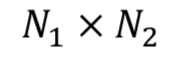 N₁ × N₂